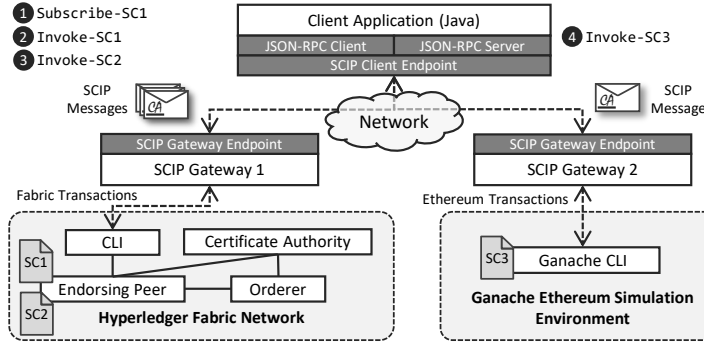 1 Subscribe-SC1
2 Invoke-SC1
3 Invoke-SC2
Client Application (Java)
JSON-RPC Client
JSON-RPC Server
SCIP Client Endpoint
4 Invoke-SC3
SCIP
Messages
CA
Network
CA
SCIP
Message
SCIP Gateway Endpoint
SCIP Gateway 1
SCIP Gateway Endpoint
SCIP Gateway 2
Fabric Transactions
Ethereum Transactions
CLI
Certificate Authority
SC1
Endorsing Peer
Orderer
SC2
Hyperledger Fabric Network
SC3
Ganache CLI
Ganache Ethereum Simulation
Environment